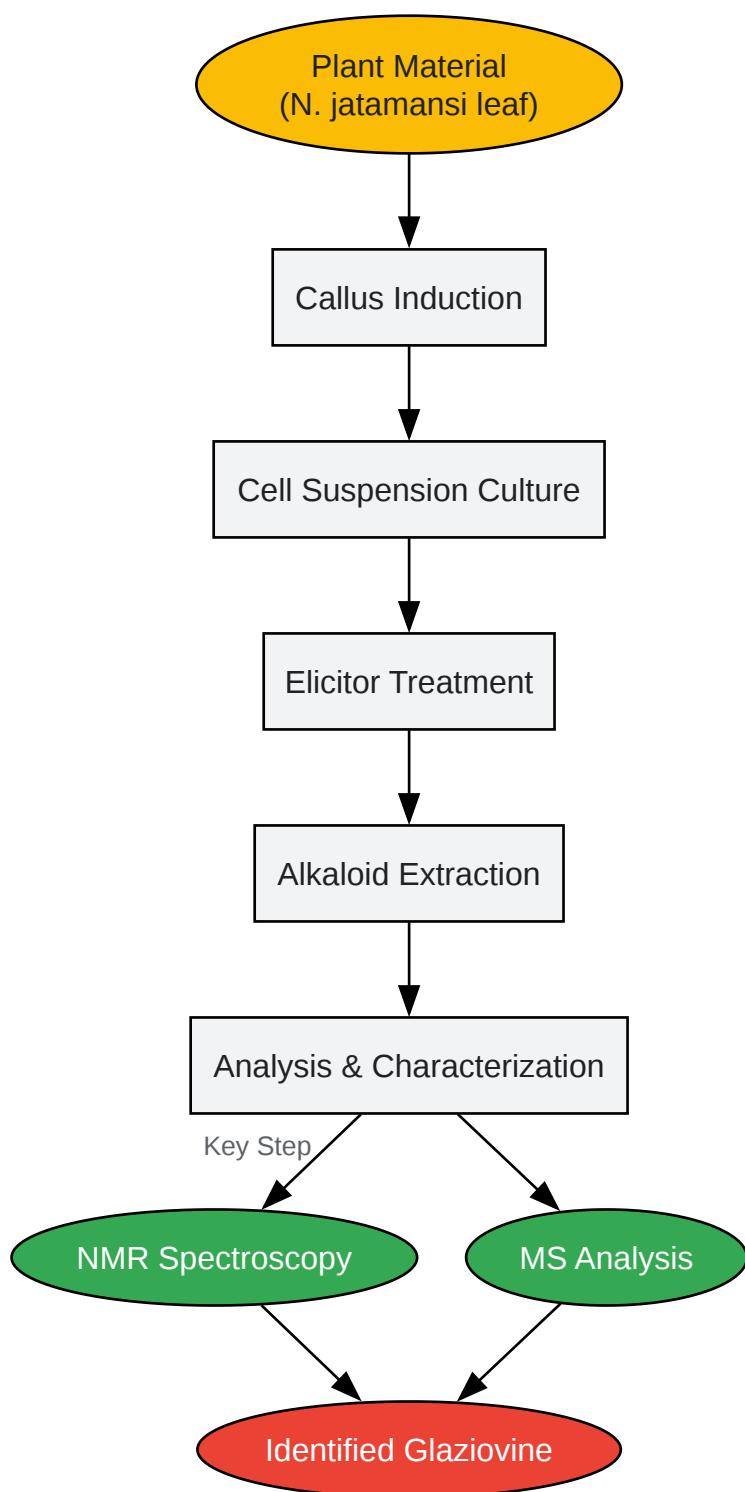 Plant Material
(N. jatamansi leaf)
Callus Induction
Cell Suspension Culture
Elicitor Treatment
Alkaloid Extraction
Analysis & Characterization
Key Step
NMR Spectroscopy
MS Analysis
Identified Glaziovine